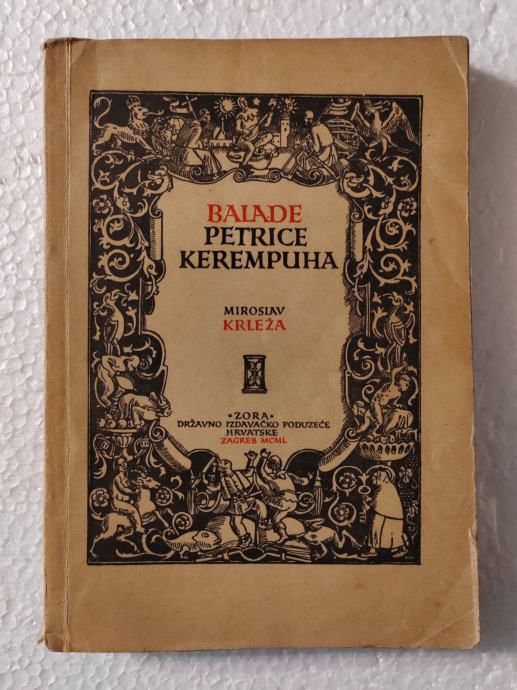 BALADE
PETRICE
KEREMPUHA
MIROSLAV
KRLEŽA
•ZORA•
DRŽAVNO IZDAVAČKO PODUZEĆE
HRVATSKE
ZAGREB MCML